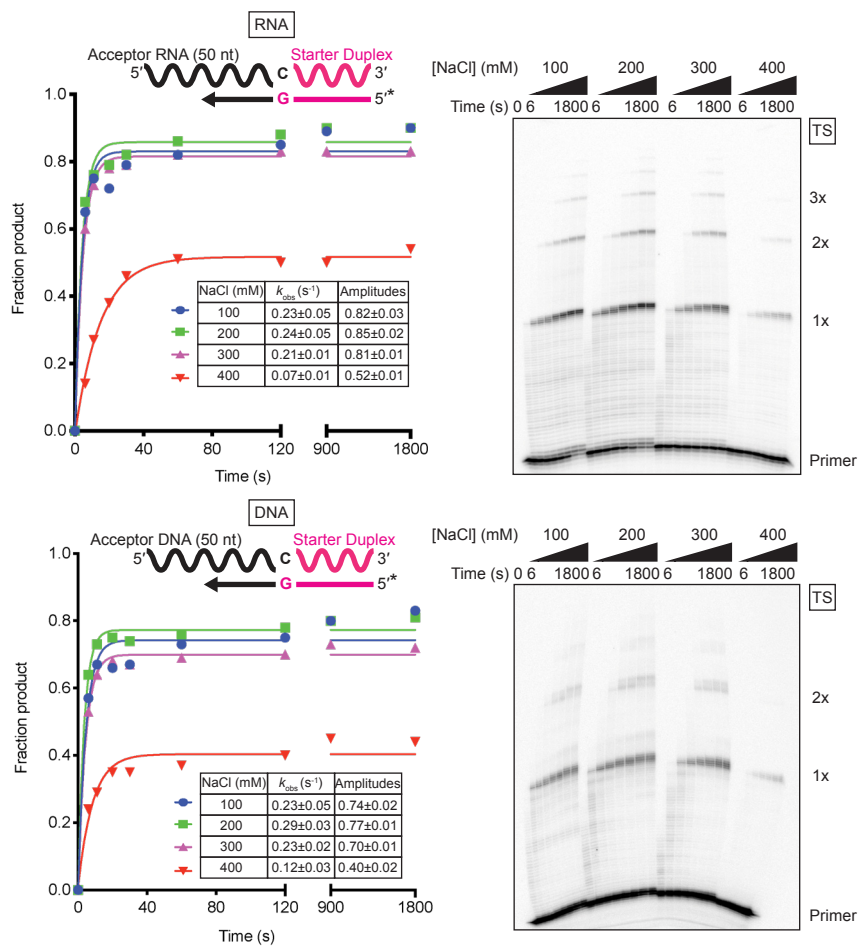 RNA
Acceptor RNA (50 nt) Starter Duplex
5′ C 3′
G 5′*
1.0
0.8
0.6
0.4
0.2
0.0
Fraction product
NaCl (mM) k_obs (s⁻¹) Amplitudes
100 0.23±0.05 0.82±0.03
200 0.24±0.05 0.85±0.02
300 0.21±0.01 0.81±0.01
400 0.07±0.01 0.52±0.01
0 40 80 120 900 1800
Time (s)
[NaCl] (mM) 100 200 300 400
Time (s) 0 6 1800 6 1800 6 1800 6 1800
TS
3x
2x
1x
Primer
DNA
Acceptor DNA (50 nt) Starter Duplex
5′ C 3′
G 5′*
1.0
0.8
0.6
0.4
0.2
0.0
Fraction product
NaCl (mM) k_obs (s⁻¹) Amplitudes
100 0.23±0.05 0.74±0.02
200 0.29±0.03 0.77±0.01
300 0.23±0.02 0.70±0.01
400 0.12±0.03 0.40±0.02
0 40 80 120 900 1800
Time (s)
[NaCl] (mM) 100 200 300 400
Time (s) 0 6 1800 6 1800 6 1800 6 1800
TS
2x
1x
Primer